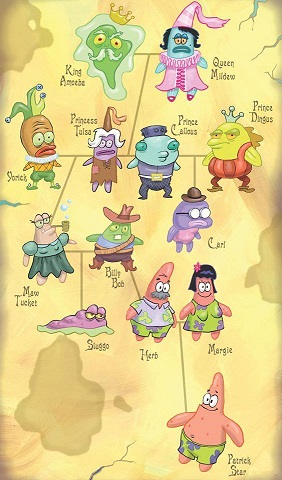 King
Amoeba
Queen
Mildew
Prince
Dingus
Princess
Tulsa
Prince
Callous
Yorick
Carl
Maw
Tucket
Billy
Bob
Sluggo
Herb
Margie
Patrick
Star